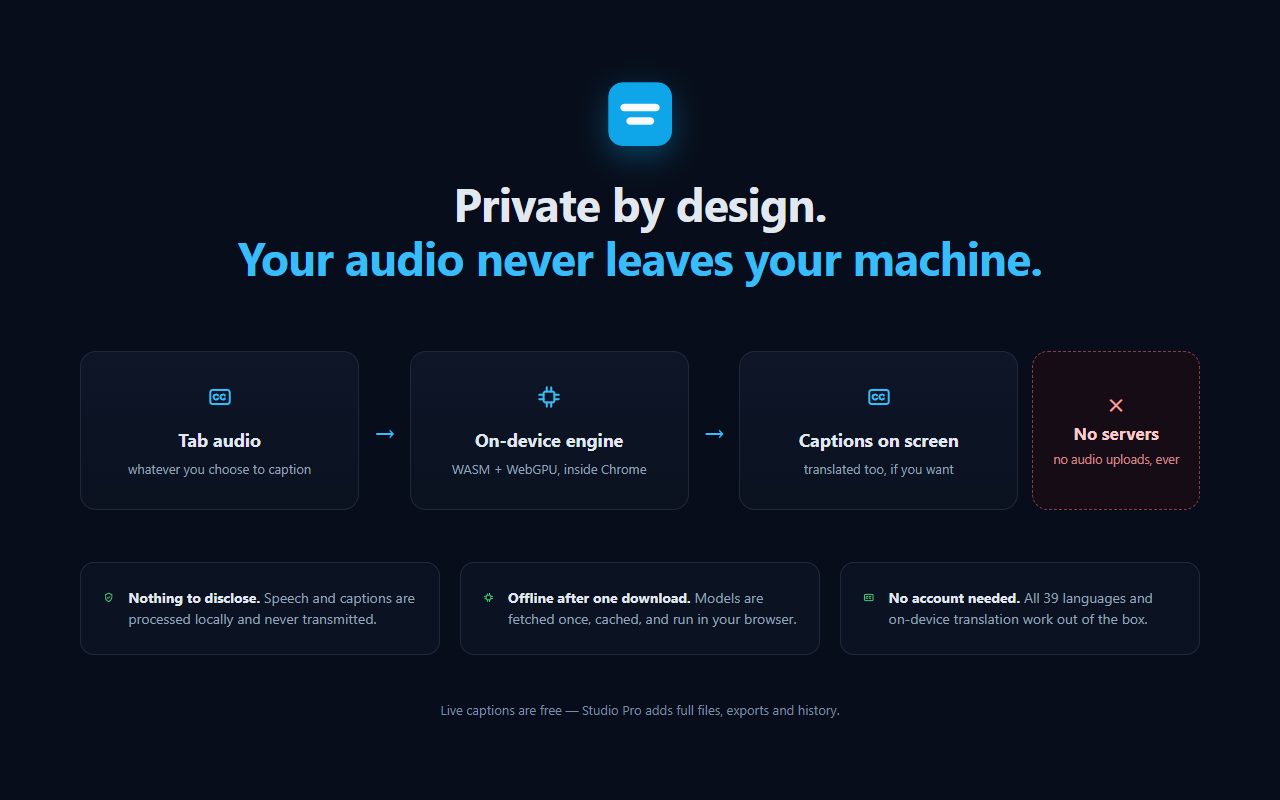 Private by design.
Your audio never leaves your machine.
CC
Tab audio
whatever you choose to caption
→
On-device engine
WASM + WebGPU, inside Chrome
→
CC
Captions on screen
translated too, if you want
✕
No servers
no audio uploads, ever
Nothing to disclose. Speech and captions are
processed locally and never transmitted.
Offline after one download. Models are
fetched once, cached, and run in your browser.
CC
No account needed. All 39 languages and
on-device translation work out of the box.
Live captions are free — Studio Pro adds full files, exports and history.